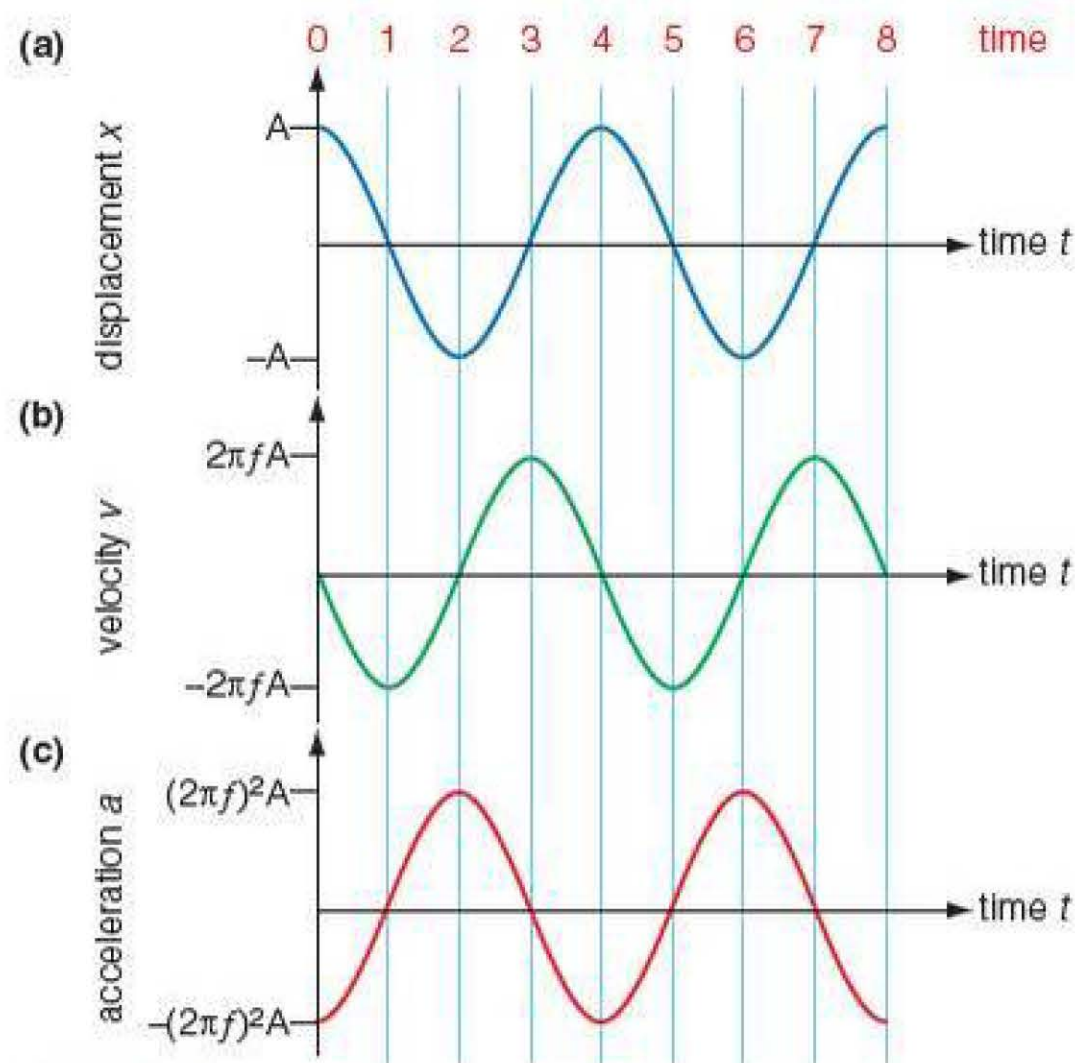 (a) 0 1 2 3 4 5 6 7 8 time
displacement x
A
time t
–A
(b)
velocity v
2πfA
time t
–2πfA
(c)
acceleration a
(2πf)²A
time t
–(2πf)²A